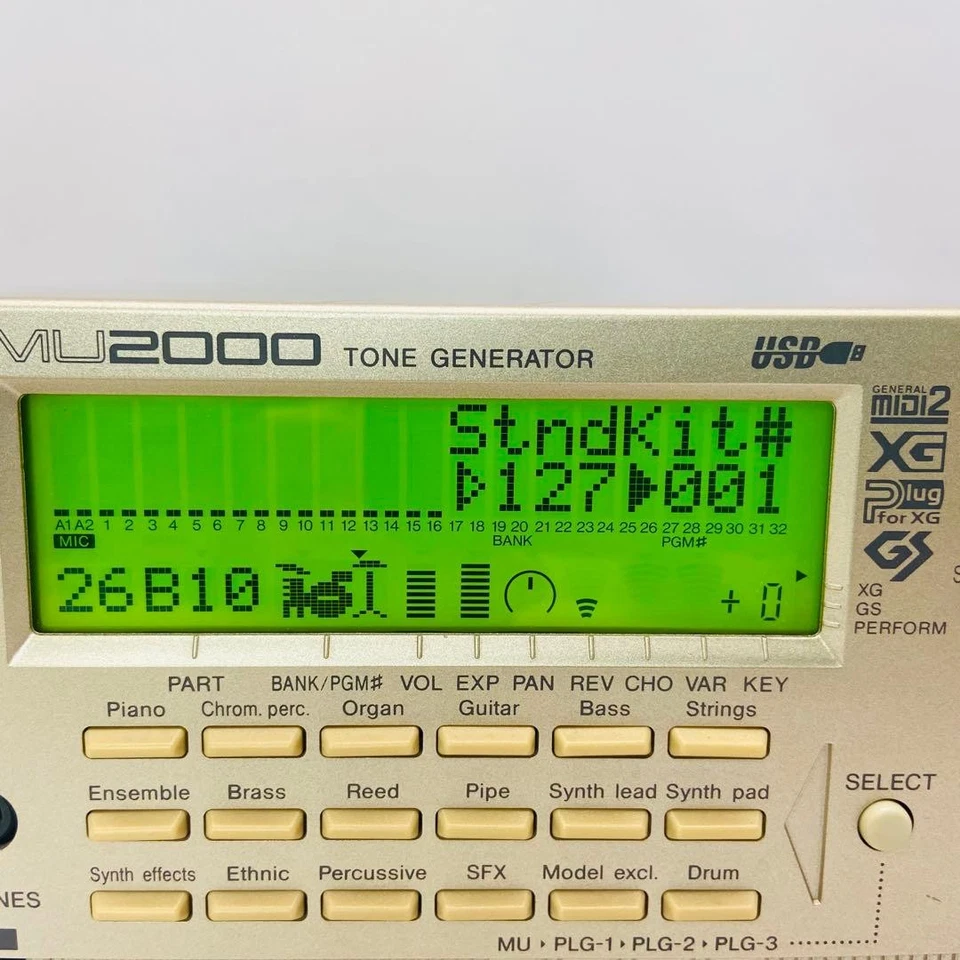 MU2000 TONE GENERATOR USB
StndKit#
127 001
A1 A2 1 2 3 4 5 6 7 8 9 10 11 12 13 14 15 16 17 18 19 20 21 22 23 24 25 26 27 28 29 30 31 32
MIC BANK PGM#
26 B10 + 0
GENERAL
MIDI2
XG
Plug
for XG
GS
XG
GS
PERFORM
PART BANK/PGM# VOL EXP PAN REV CHO VAR KEY
Piano Chrom. perc. Organ Guitar Bass Strings
Ensemble Brass Reed Pipe Synth lead Synth pad
SELECT
Synth effects Ethnic Percussive SFX Model excl. Drum
NES
MU PLG-1 PLG-2 PLG-3